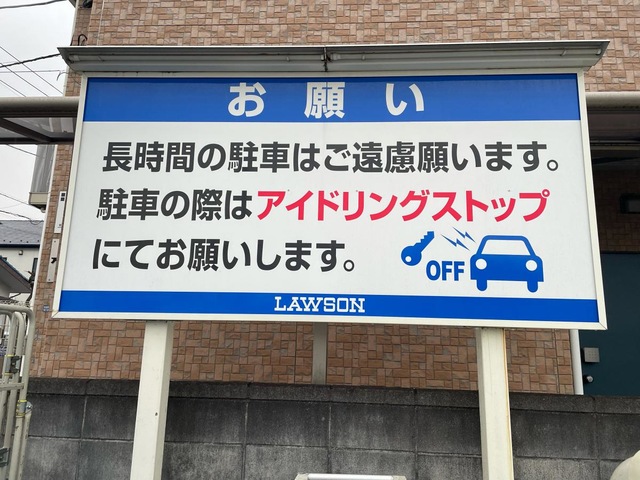 お願い
長時間の駐車はご遠慮願います。
駐車の際はアイドリングストップ
にてお願いします。
OFF
LAWSON